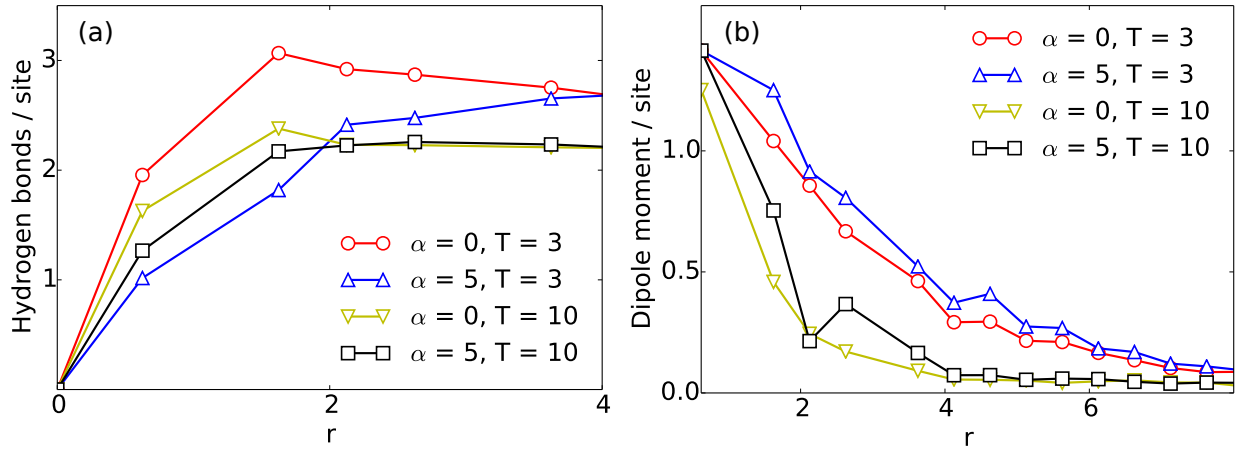 (a)
Hydrogen bonds / site
3
2
1
0
2
4
r
α = 0, T = 3
α = 5, T = 3
α = 0, T = 10
α = 5, T = 10
(b)
Dipole moment / site
1.0
0.5
0.0
2
4
6
r
α = 0, T = 3
α = 5, T = 3
α = 0, T = 10
α = 5, T = 10